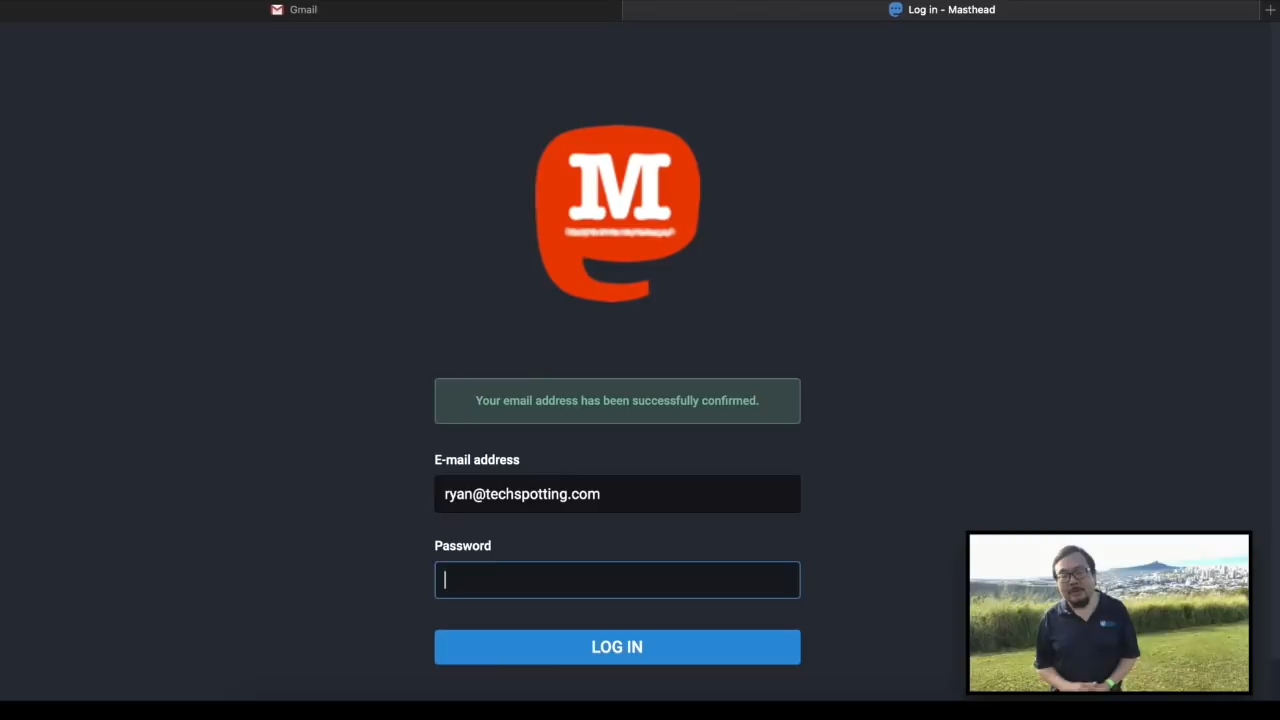 Gmail
Log in - Masthead
M
Your email address has been successfully confirmed.
E-mail address
ryan@techspotting.com
Password
LOG IN